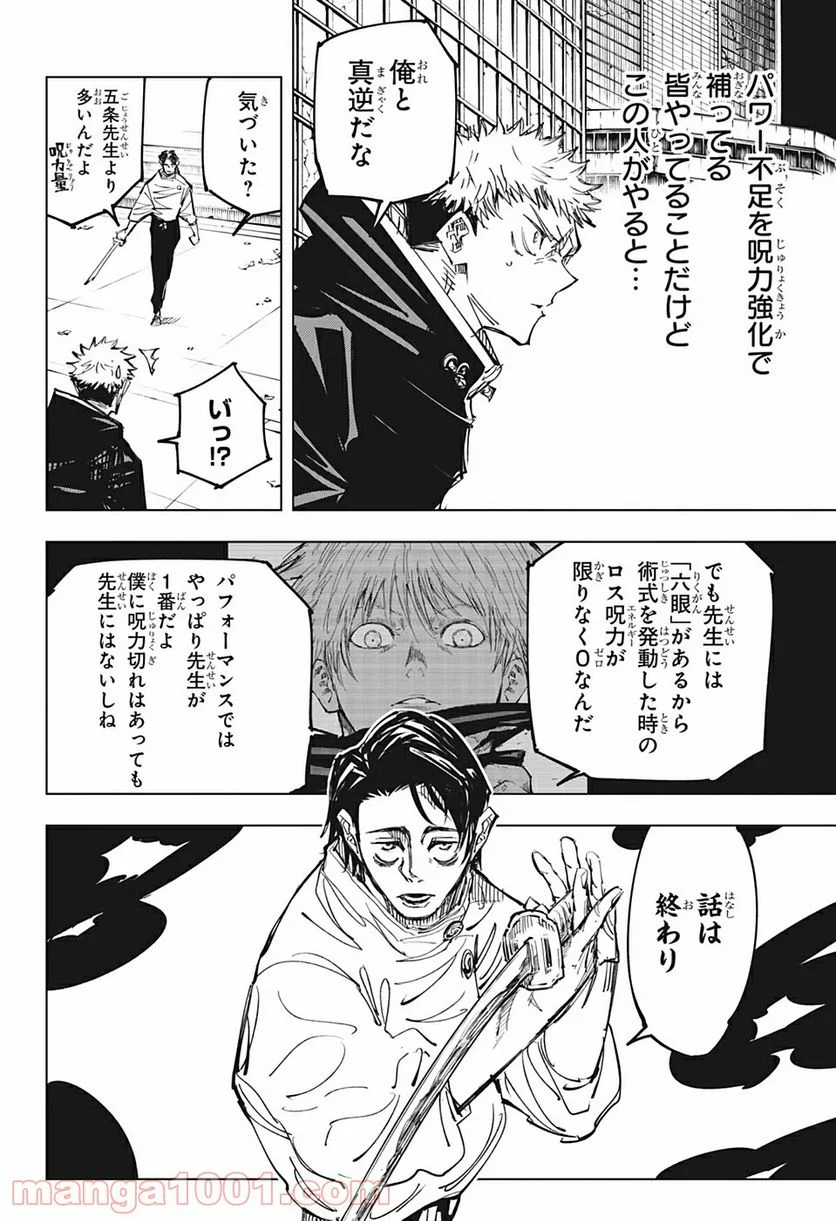 パワー不足を呪力強化で
補ってる
皆やってることだけど
この人がやると…
俺と
真逆だな
気づいた?
五条先生より
多いんだよ
呪力量
い゙っ!?
でも先生には
「六眼」があるから
術式を発動した時の
ロス呪力が
限りなく0なんだ
パフォーマンスでは
やっぱり先生が
1番だよ
僕に呪力切れはあっても
先生にはないしね
話は
終わり
manga1001.com